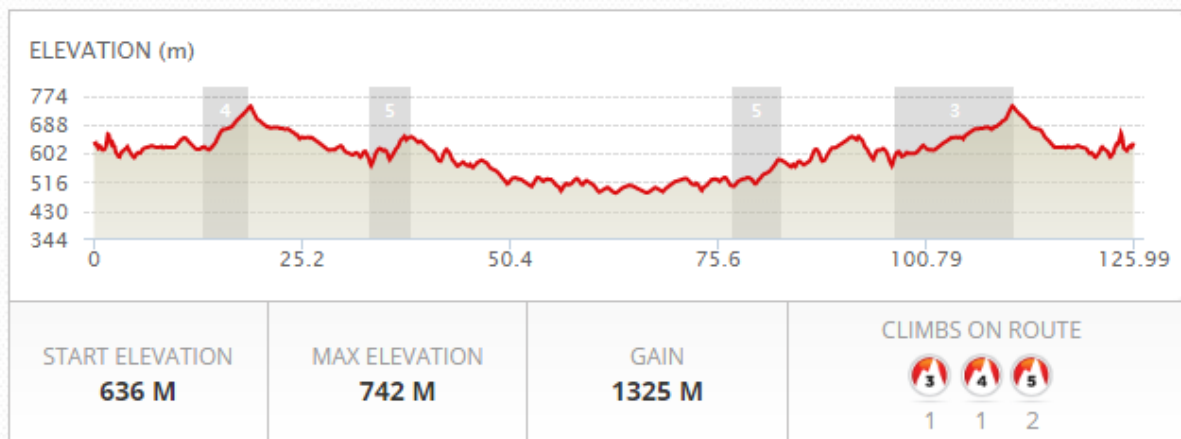 ELEVATION (m)
774
688
602
516
430
344
4
5
5
3
0 25.2 50.4 75.6 100.79 125.99
START ELEVATION
636 M
MAX ELEVATION
742 M
GAIN
1325 M
CLIMBS ON ROUTE
3 4 5
1 1 2